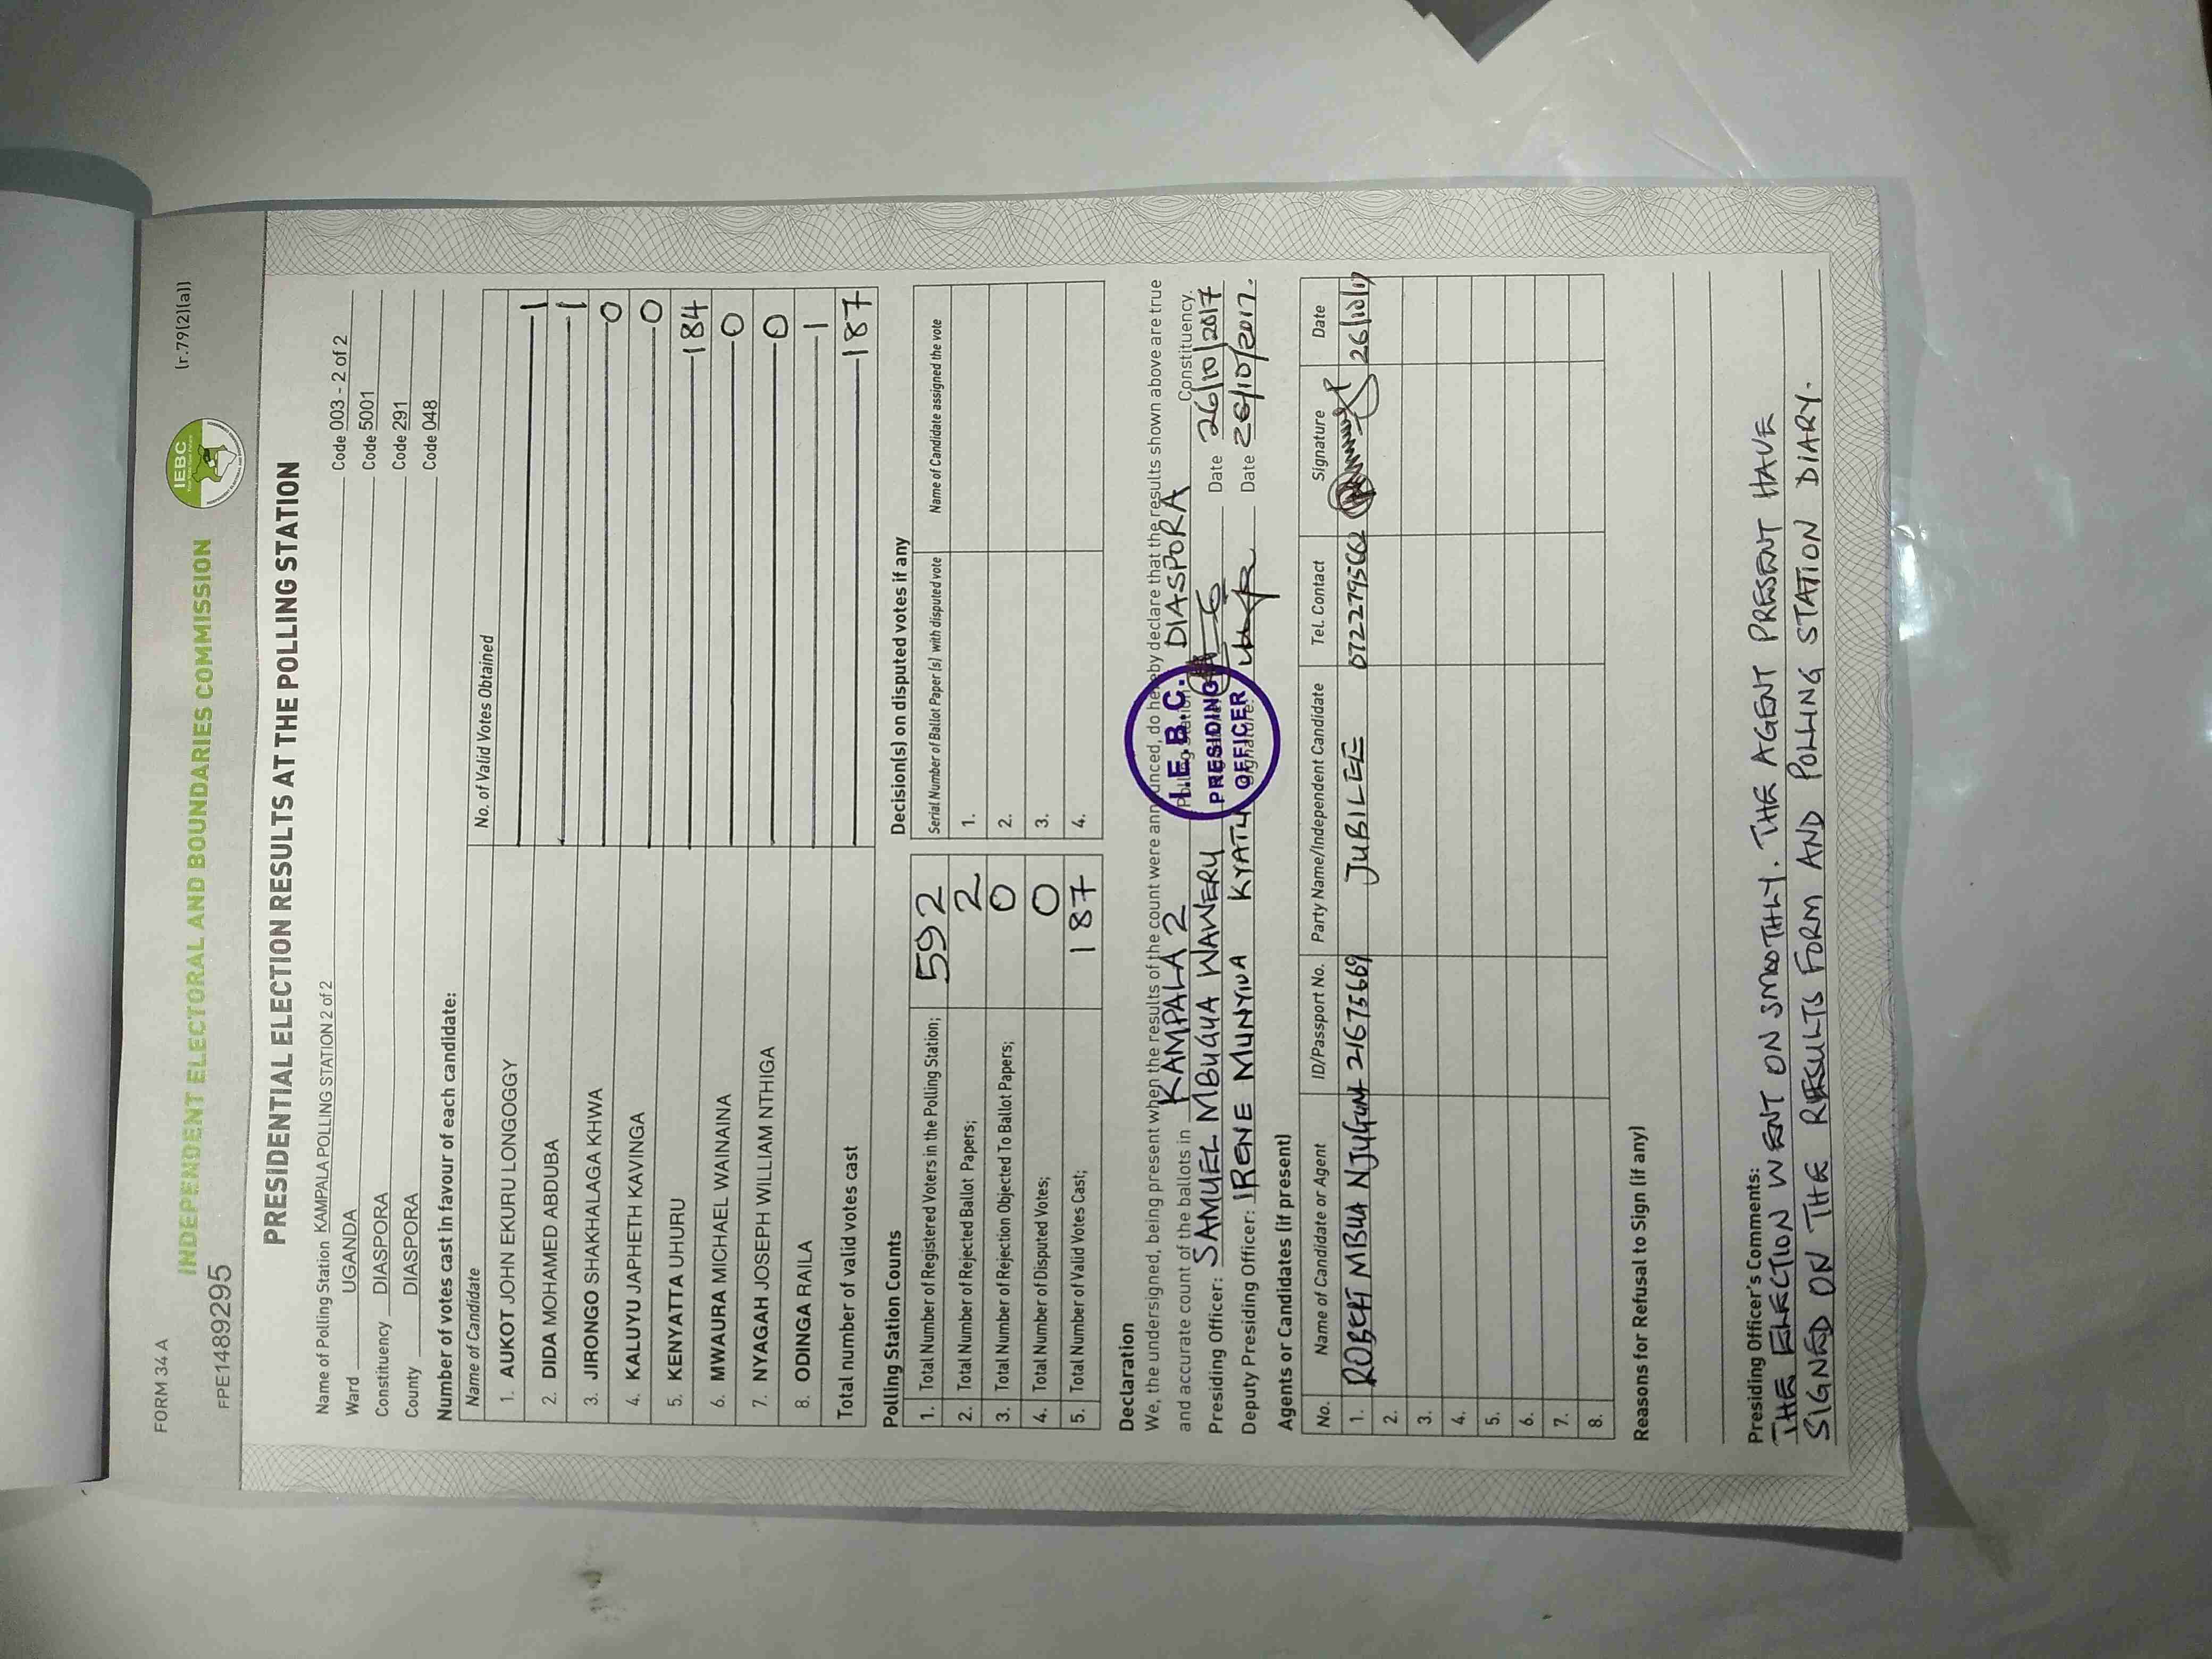 FORM 34 A
(r.79(2)(a))
IEBC
INDEPENDENT ELECTORAL AND BOUNDARIES COMMISSION
FPE1489295
PRESIDENTIAL ELECTION RESULTS AT THE POLLING STATION
Name of Polling Station KAMPALA POLLING STATION 2 of 2 Code 003 - 2 of 2
Ward UGANDA Code 5001
Constituency DIASPORA Code 291
County DIASPORA Code 048
Number of votes cast in favour of each candidate:
Name of Candidate No. of Valid Votes Obtained
1. AUKOT JOHN EKURU LONGOGGY 1
2. DIDA MOHAMED ABDUBA 1
3. JIRONGO SHAKHALAGA KHWA 0
4. KALUYU JAPHETH KAVINGA 0
5. KENYATTA UHURU 184
6. MWAURA MICHAEL WAINAINA 0
7. NYAGAH JOSEPH WILLIAM NTHIGA 0
8. ODINGA RAILA 1
Total number of valid votes cast 187
Polling Station Counts
1. Total Number of Registered Voters in the Polling Station; 592
2. Total Number of Rejected Ballot Papers; 2
3. Total Number of Rejection Objected To Ballot Papers; 0
4. Total Number of Disputed Votes; 0
5. Total Number of Valid Votes Cast; 187
Decision(s) on disputed votes if any
Serial Number of Ballot Paper(s) with disputed vote Name of Candidate assigned the vote
1.
2.
3.
4.
Declaration
We, the undersigned, being present when the results of the count were announced, do hereby declare that the results shown above are true
and accurate count of the ballots in KAMPALA 2 Polling Station DIASPORA Constituency.
Presiding Officer: SAMUEL MBUGUA WAWERU Date 26/10/2017
Deputy Presiding Officer: IRENE MUNYIVA KYATH Signature: Date 26/10/2017.
I.E.B.C.
PRESIDING
OFFICER
Agents or Candidates (if present)
No. Name of Candidate or Agent ID/Passport No. Party Name/Independent Candidate Tel. Contact Signature Date
1. ROBERT MBUA NJUGUNA 21675669 JUBILEE 26/10/17
2.
3.
4.
5.
6.
7.
8.
Reasons for Refusal to Sign (if any)
Presiding Officer's Comments:
THE ELECTION WENT ON SMOOTHLY. THE AGENT PRESENT HAVE
SIGNED ON THE RESULTS FORM AND POLLING STATION DIARY.